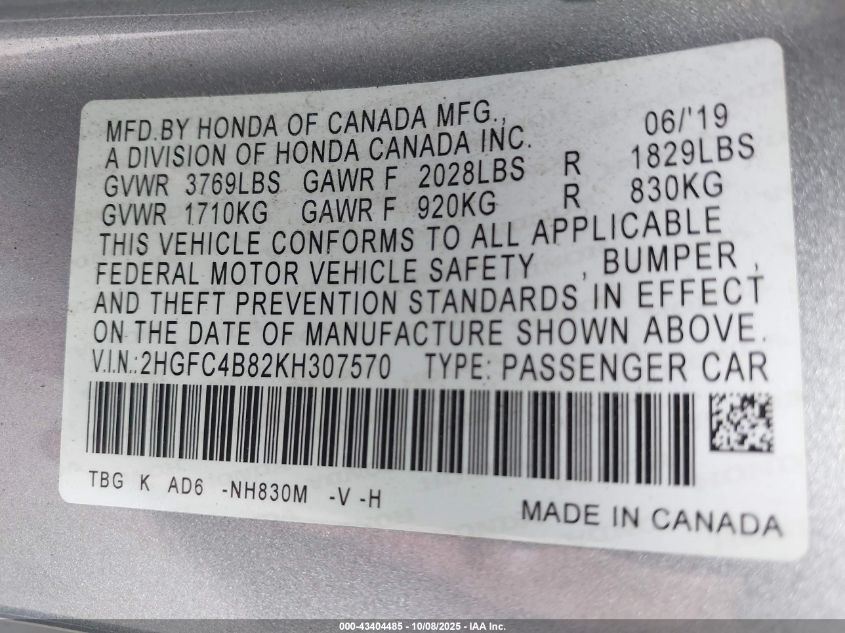 MFD.BY HONDA OF CANADA MFG., 06/'19
A DIVISION OF HONDA CANADA INC.
GVWR 3769LBS GAWR F 2028LBS R 1829LBS
GVWR 1710KG GAWR F 920KG R 830KG
THIS VEHICLE CONFORMS TO ALL APPLICABLE
FEDERAL MOTOR VEHICLE SAFETY , BUMPER ,
AND THEFT PREVENTION STANDARDS IN EFFECT
ON THE DATE OF MANUFACTURE SHOWN ABOVE.
V.I.N.:2HGFC4B82KH307570 TYPE: PASSENGER CAR
TBG K AD6 -NH830M -V -H
MADE IN CANADA
000-43404485 - 10/08/2025 - IAA Inc.